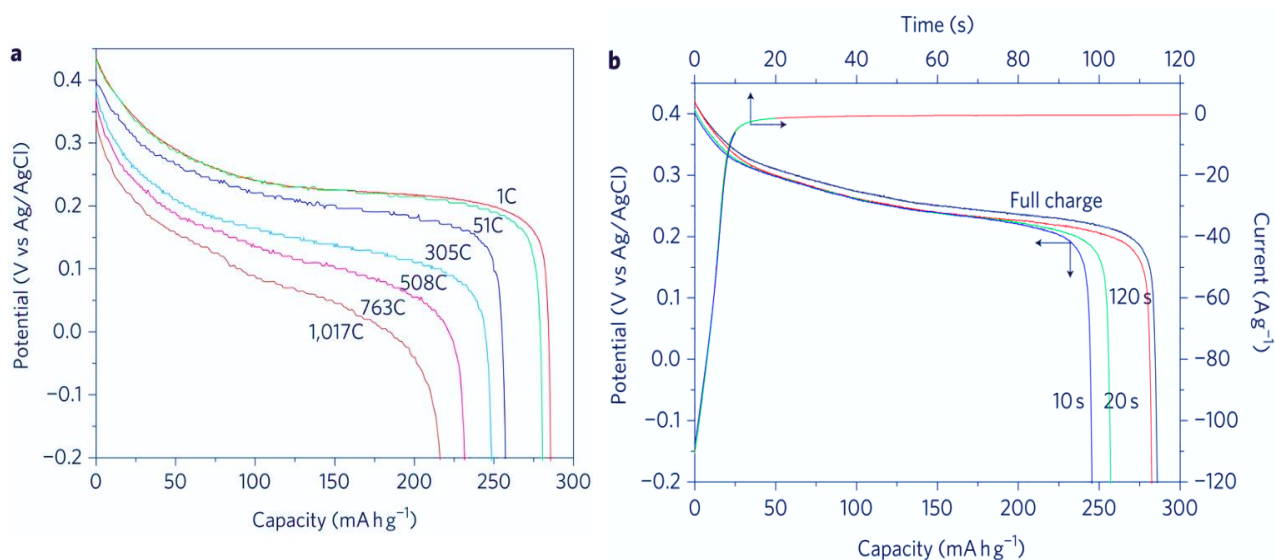 a
Potential (V vs Ag/AgCl)
0.4
0.3
0.2
0.1
0.0
−0.1
−0.2
1C
51C
305C
508C
763C
1,017C
0 50 100 150 200 250 300
Capacity (mA h g⁻¹)
b
Time (s)
0 20 40 60 80 100 120
Potential (V vs Ag/AgCl)
0.4
0.3
0.2
0.1
0.0
−0.1
−0.2
Full charge
120 s
10 s
20 s
0
−20
−40
−60
−80
−100
−120
Current (A g⁻¹)
0 50 100 150 200 250 300
Capacity (mA h g⁻¹)